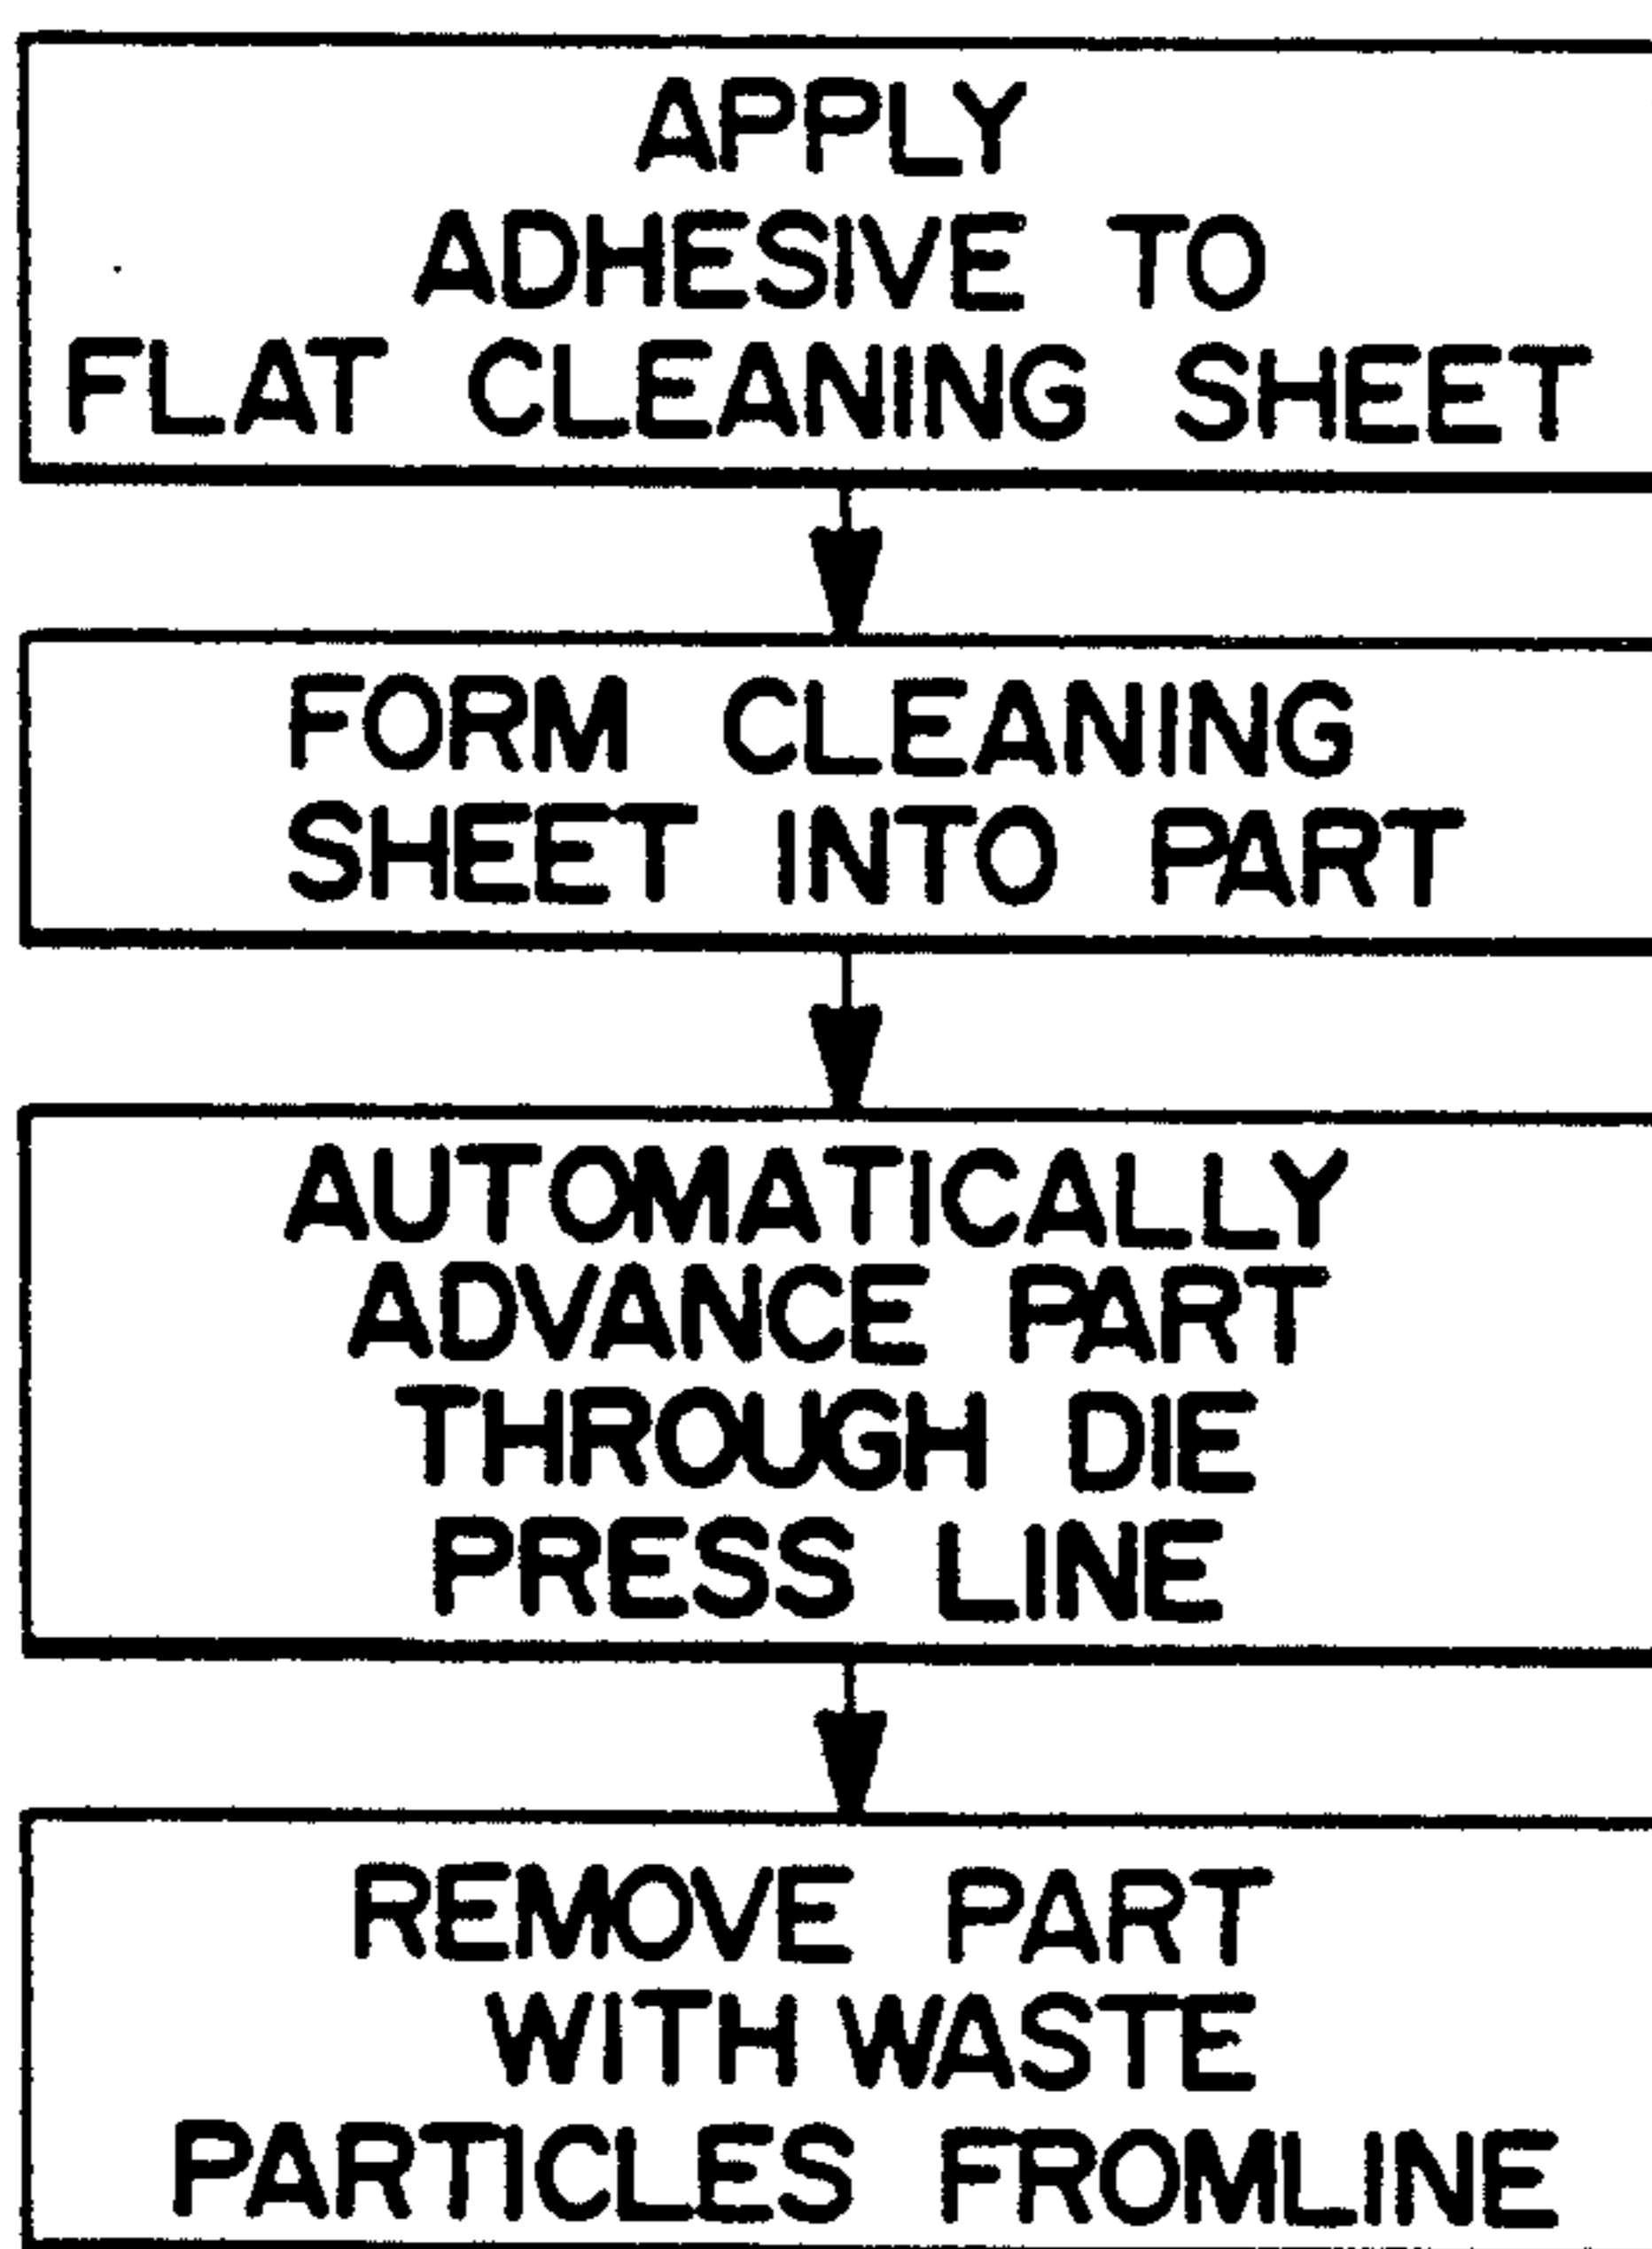 APPLY
ADHESIVE TO
FLAT CLEANING SHEET
FORM CLEANING
SHEET INTO PART
AUTOMATICALLY
ADVANCE PART
THROUGH DIE
PRESS LINE
REMOVE PART
WITH WASTE
PARTICLES FROMLINE